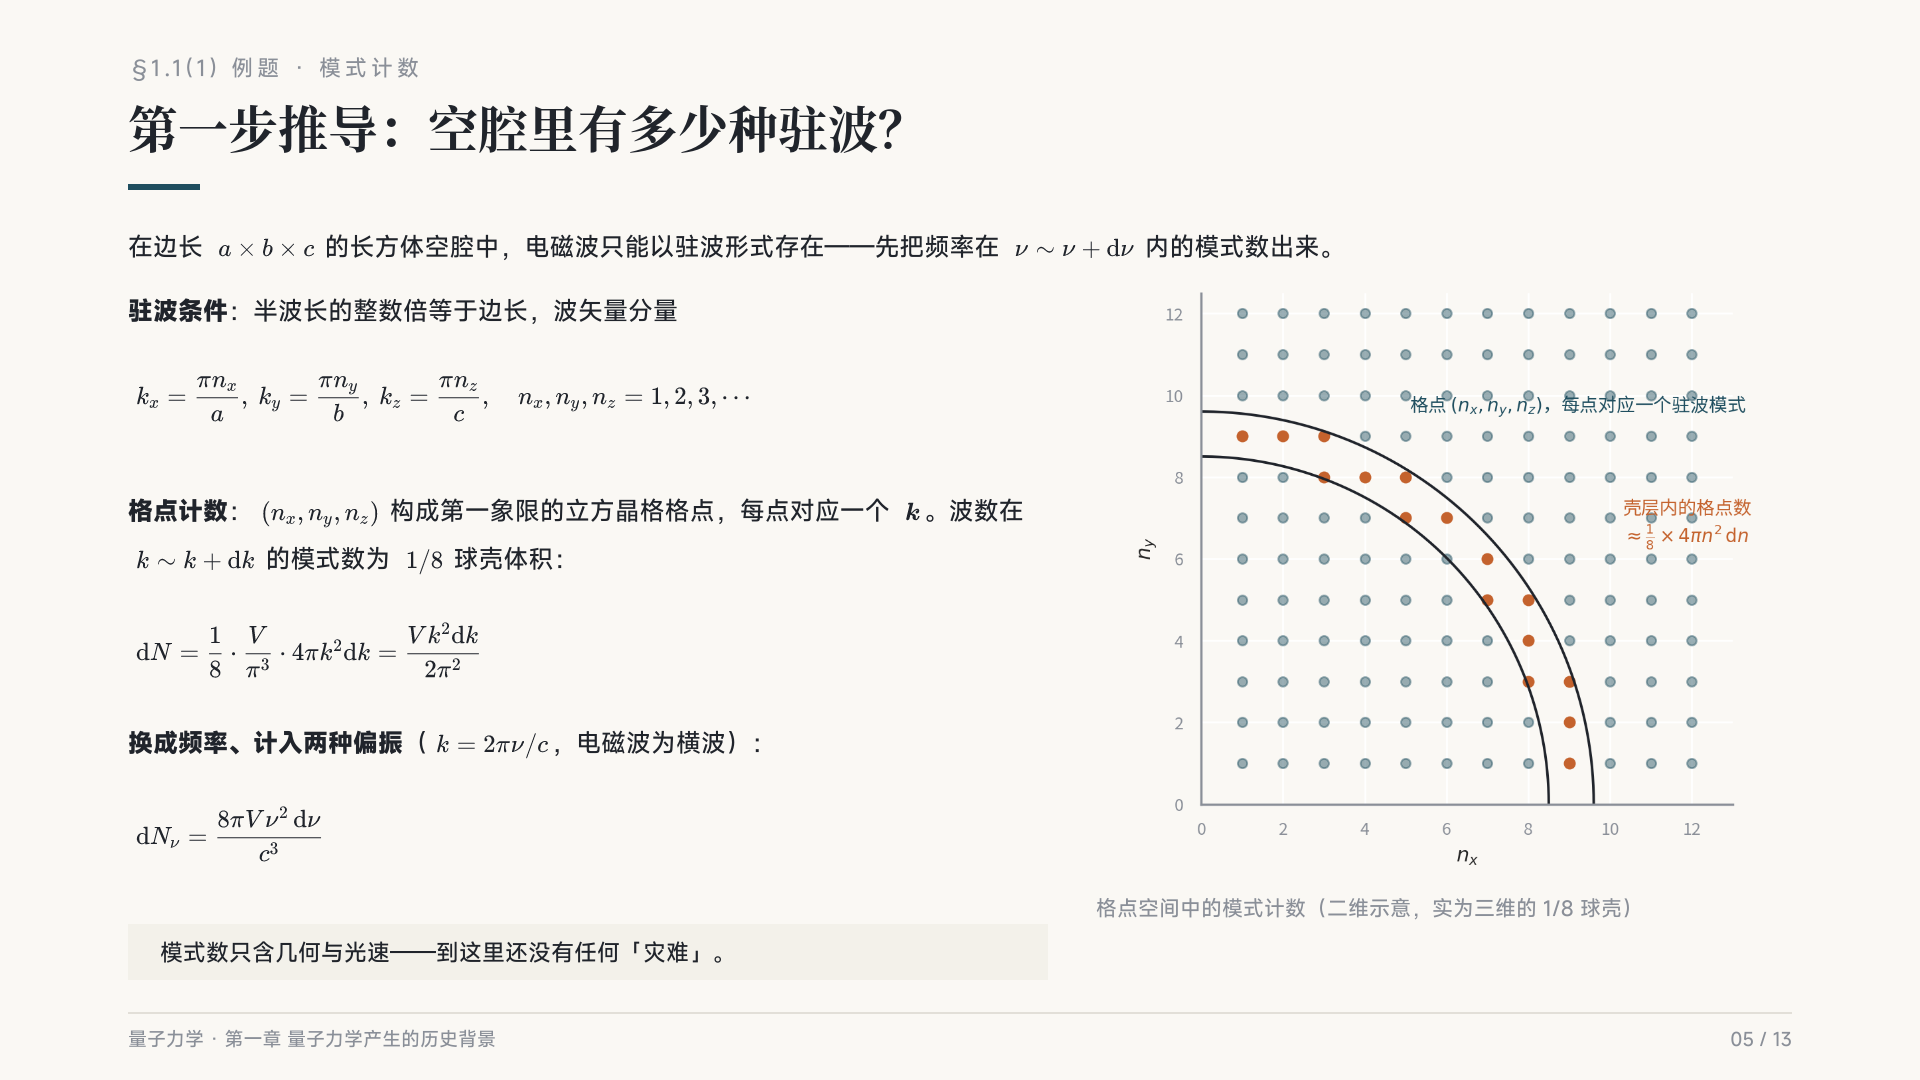 §1.1(1) 例题 · 模式计数
第一步推导：空腔里有多少种驻波？
在边长 a × b × c 的长方体空腔中，电磁波只能以驻波形式存在——先把频率在 ν ∼ ν + dν 内的模式数出来。
驻波条件：半波长的整数倍等于边长，波矢量分量
k_x = πn_x/a, k_y = πn_y/b, k_z = πn_z/c, n_x, n_y, n_z = 1, 2, 3, ⋯
格点计数： (n_x, n_y, n_z) 构成第一象限的立方晶格格点，每点对应一个 k。波数在
k ∼ k + dk 的模式数为 1/8 球壳体积：
dN = 1/8 · V/π³ · 4πk²dk = Vk²dk/2π²
换成频率、计入两种偏振（k = 2πν/c，电磁波为横波）：
dN_ν = 8πVν² dν/c³
模式数只含几何与光速——到这里还没有任何「灾难」。
12
10
8
6
4
2
0
n_y
格点 (n_x, n_y, n_z)，每点对应一个驻波模式
壳层内的格点数
≈ 1/8 × 4πn² dn
0 2 4 6 8 10 12
n_x
格点空间中的模式计数（二维示意，实为三维的 1/8 球壳）
量子力学 · 第一章 量子力学产生的历史背景
05 / 13